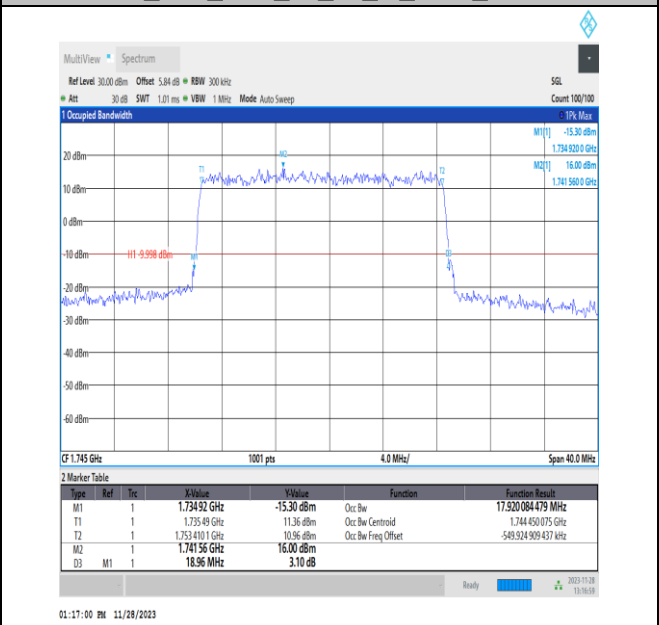 MultiView Spectrum
Ref Level 30.00 dBm Offset 5.84 dB RBW 300 kHz SGL
Att 30 dB SWT 1.01 ms VBW 1 MHz Mode Auto Sweep Count 100/100
1 Occupied Bandwidth 1Pk Max
M1[1] -15.30 dBm
1.734 920 0 GHz
M2[1] 16.00 dBm
1.741 560 0 GHz
20 dBm
M2
T1
T2
10 dBm
0 dBm
-10 dBm
H1 -9.998 dBm
M1
D3
-20 dBm
-30 dBm
-40 dBm
-50 dBm
-60 dBm
CF 1.745 GHz 1001 pts 4.0 MHz/ Span 40.0 MHz
2 Marker Table
Type Ref Trc X-Value Y-Value Function Function Result
M1 1 1.734 92 GHz -15.30 dBm Occ Bw 17.920 084 479 MHz
T1 1 1.735 49 GHz 11.36 dBm Occ Bw Centroid 1.744 450 075 GHz
T2 1 1.753 410 1 GHz 10.96 dBm Occ Bw Freq Offset -549.924 909 437 kHz
M2 1 1.741 56 GHz 16.00 dBm
D3 M1 1 18.96 MHz 3.10 dB
Ready 2023-11-28
13:16:59
01:17:00 PM 11/28/2023